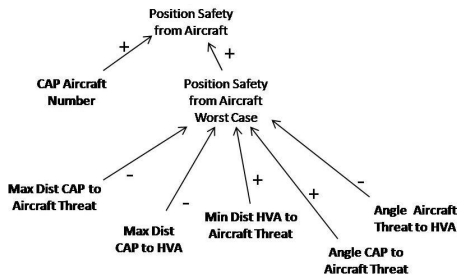 Position Safety
from Aircraft
+
+
CAP Aircraft
Number
Position Safety
from Aircraft
Worst Case
-
-
+
+
-
Max Dist CAP to
Aircraft Threat
Max Dist
CAP to HVA
Min Dist HVA to
Aircraft Threat
Angle CAP to
Aircraft Threat
Angle Aircraft
Threat to HVA